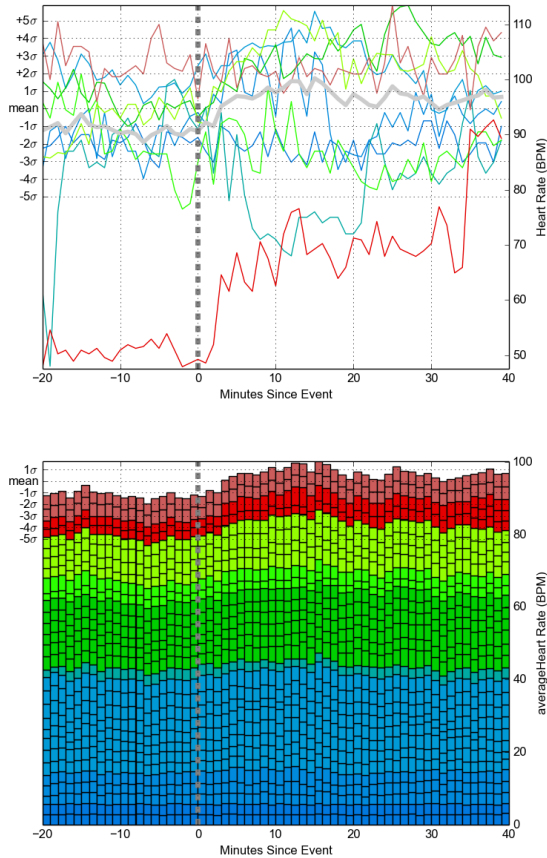 +5σ
+4σ
+3σ
+2σ
1σ
mean
-1σ
-2σ
-3σ
-4σ
-5σ
110
100
90
80
70
60
50
Heart Rate (BPM)
−20 −10 0 10 20 30 40
Minutes Since Event
1σ
mean
-1σ
-2σ
-3σ
-4σ
-5σ
100
80
60
40
20
0
averageHeart Rate (BPM)
−20 −10 0 10 20 30 40
Minutes Since Event